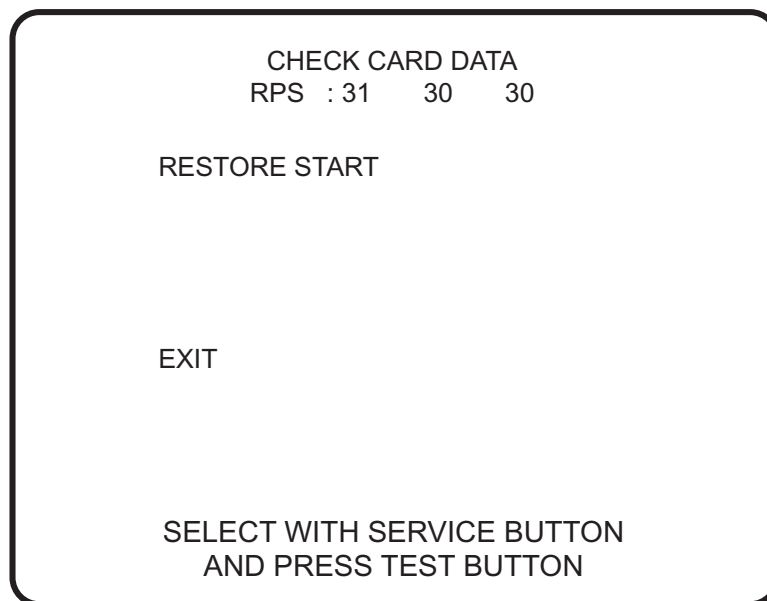 CHECK CARD DATA
RPS : 31 30 30
RESTORE START
EXIT
SELECT WITH SERVICE BUTTON
AND PRESS TEST BUTTON